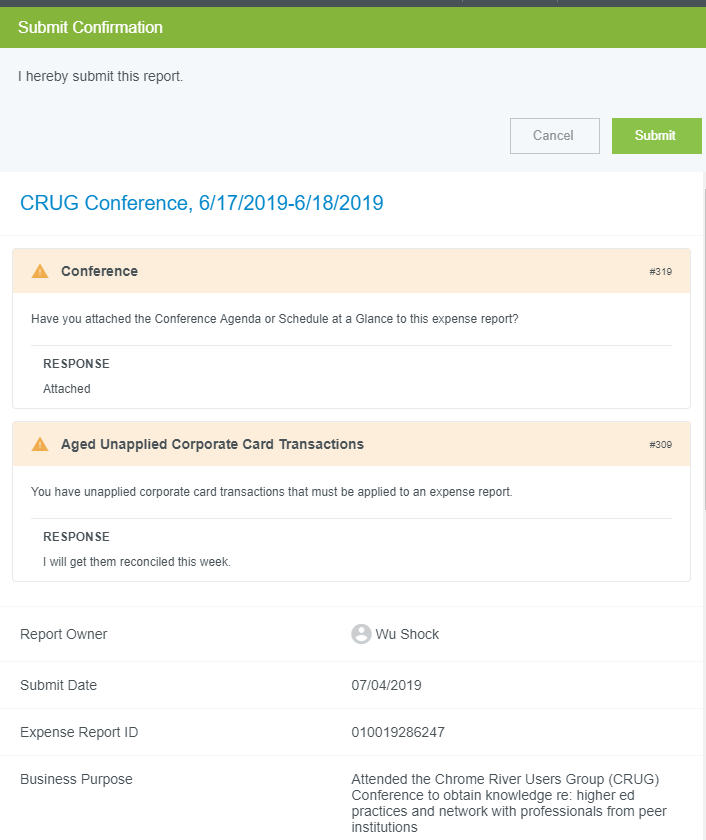 Submit Confirmation
I hereby submit this report.
Cancel
Submit
CRUG Conference, 6/17/2019-6/18/2019
Conference
#319
Have you attached the Conference Agenda or Schedule at a Glance to this expense report?
RESPONSE
Attached
Aged Unapplied Corporate Card Transactions
#309
You have unapplied corporate card transactions that must be applied to an expense report.
RESPONSE
I will get them reconciled this week.
Report Owner
Wu Shock
Submit Date
07/04/2019
Expense Report ID
010019286247
Business Purpose
Attended the Chrome River Users Group (CRUG)
Conference to obtain knowledge re: higher ed
practices and network with professionals from peer
institutions